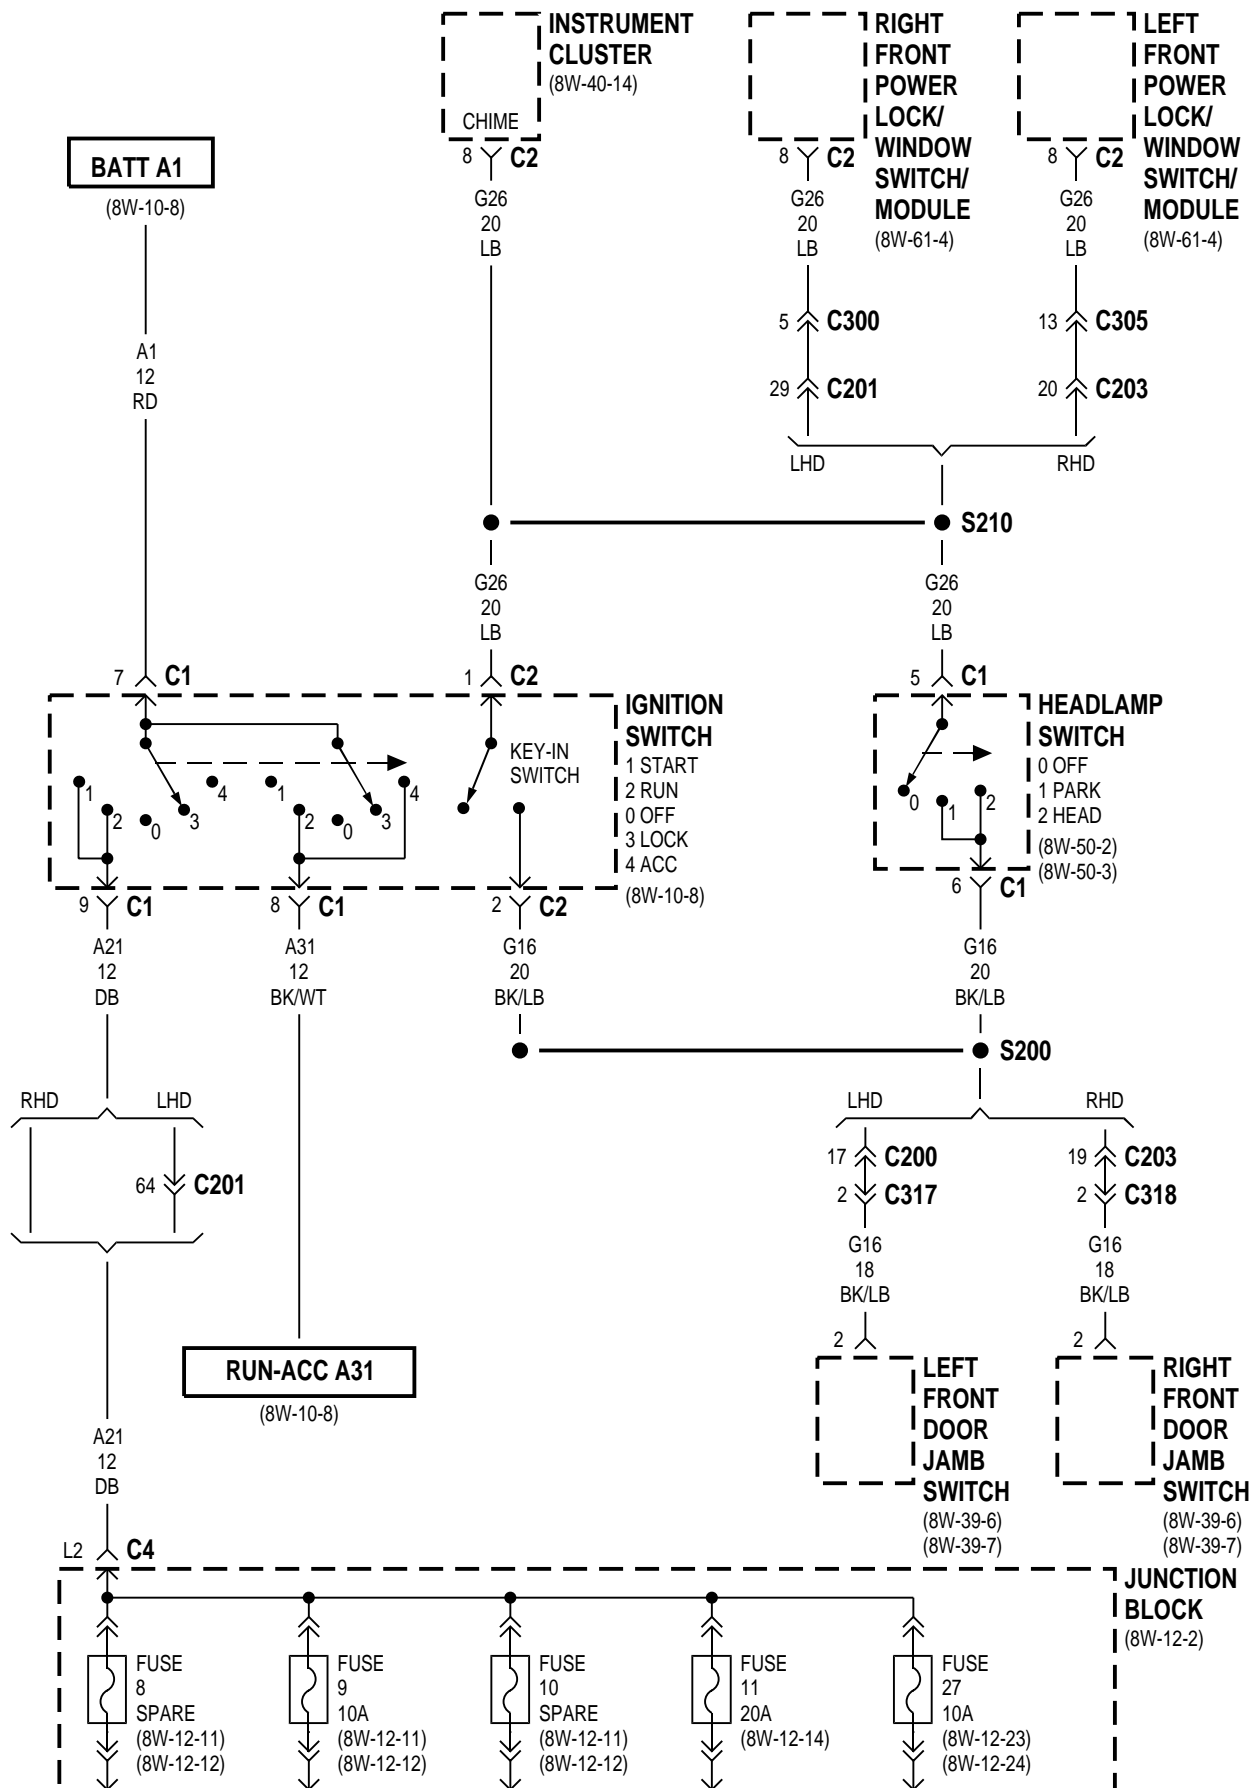 INSTRUMENT
CLUSTER
(8W-40-14)
CHIME
8 C2
G26
20
LB
RIGHT
FRONT
POWER
LOCK/
WINDOW
SWITCH/
MODULE
(8W-61-4)
8 C2
G26
20
LB
LEFT
FRONT
POWER
LOCK/
WINDOW
SWITCH/
MODULE
(8W-61-4)
8 C2
G26
20
LB
BATT A1
(8W-10-8)
A1
12
RD
5 C300
13 C305
29 C201
20 C203
LHD
RHD
S210
G26
20
LB
G26
20
LB
7 C1
1 C2
5 C1
IGNITION
SWITCH
1 START
2 RUN
0 OFF
3 LOCK
4 ACC
(8W-10-8)
KEY-IN
SWITCH
1
2
0
3
4
1
2
0
3
4
HEADLAMP
SWITCH
0 OFF
1 PARK
2 HEAD
(8W-50-2)
(8W-50-3)
0
1
2
9 C1
8 C1
2 C2
6 C1
A21
12
DB
A31
12
BK/WT
G16
20
BK/LB
G16
20
BK/LB
S200
RHD
LHD
64 C201
LHD
RHD
17 C200
19 C203
2 C317
2 C318
G16
18
BK/LB
G16
18
BK/LB
2
2
RUN-ACC A31
(8W-10-8)
LEFT
FRONT
DOOR
JAMB
SWITCH
(8W-39-6)
(8W-39-7)
RIGHT
FRONT
DOOR
JAMB
SWITCH
(8W-39-6)
(8W-39-7)
A21
12
DB
L2 C4
JUNCTION
BLOCK
(8W-12-2)
FUSE
8
SPARE
(8W-12-11)
(8W-12-12)
FUSE
9
10A
(8W-12-11)
(8W-12-12)
FUSE
10
SPARE
(8W-12-11)
(8W-12-12)
FUSE
11
20A
(8W-12-14)
FUSE
27
10A
(8W-12-23)
(8W-12-24)